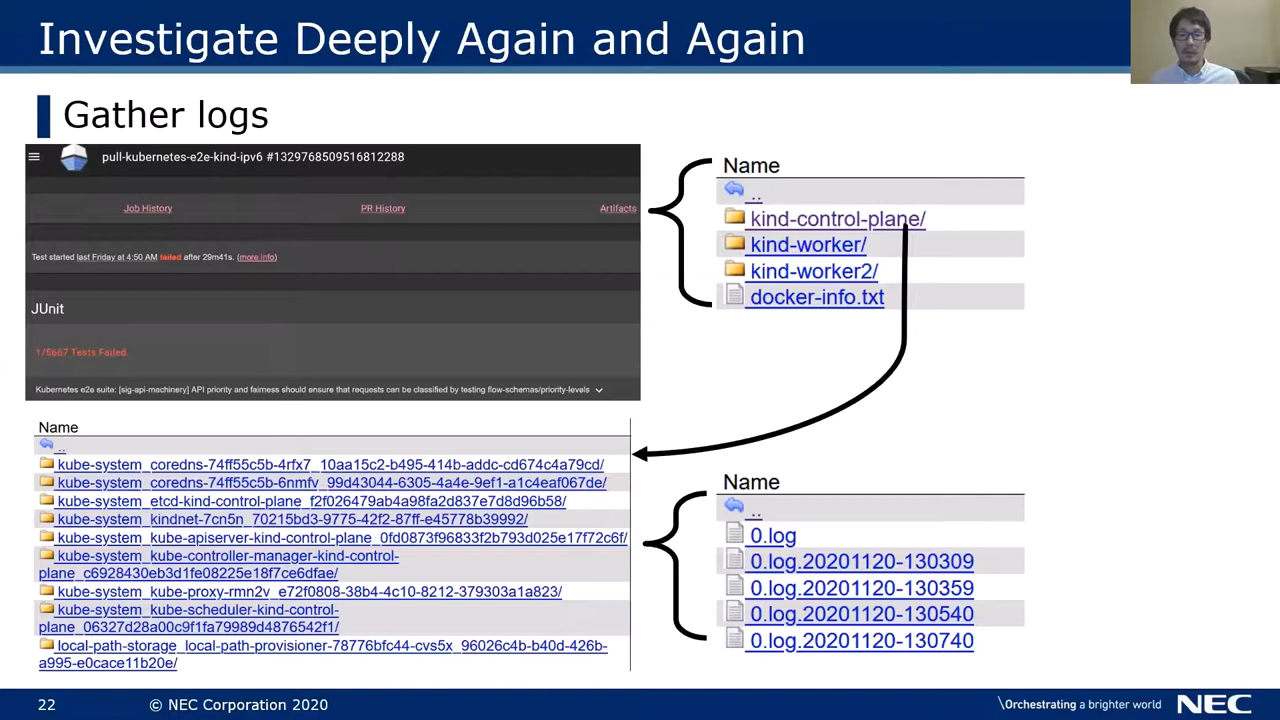 Investigate Deeply Again and Again
Gather logs
pull-kubernetes-e2e-kind-ipv6 #1329768509516812288
Job History
PR History
Artifacts
Test started last Friday at 4:50 AM failed after 29m41s. (more info)
JUnit
1/5667 Tests Failed.
Kubernetes e2e suite: [sig-api-machinery] API priority and fairness should ensure that requests can be classified by testing flow-schemas/priority-levels
Name
..
kind-control-plane/
kind-worker/
kind-worker2/
docker-info.txt
Name
..
kube-system_coredns-74ff55c5b-4rfx7_10aa15c2-b495-414b-addc-cd674c4a79cd/
kube-system_coredns-74ff55c5b-6nmfv_99d43044-6305-4a4e-9ef1-a1c4eaf067de/
kube-system_etcd-kind-control-plane_f2f026479ab4a98fa2d837e7d8d96b58/
kube-system_kindnet-7cn5n_70215bd3-9775-42f2-87ff-e45778b39992/
kube-system_kube-apiserver-kind-control-plane_0fd0873f96833f2b793d025e17f72c6f/
kube-system_kube-controller-manager-kind-control-
plane_c6928430eb3d1fe08225e18f7ce6dfae/
kube-system_kube-proxy-rmn2v_e72f0808-38b4-4c10-8212-379303a1a823/
kube-system_kube-scheduler-kind-control-
plane_06327d28a00c9f1fa79989d4876542f1/
local-path-storage_local-path-provisioner-78776bfc44-cvs5x_96026c4b-b40d-426b-
a995-e0cace11b20e/
Name
..
0.log
0.log.20201120-130309
0.log.20201120-130359
0.log.20201120-130540
0.log.20201120-130740
22
© NEC Corporation 2020
\Orchestrating a brighter world
NEC